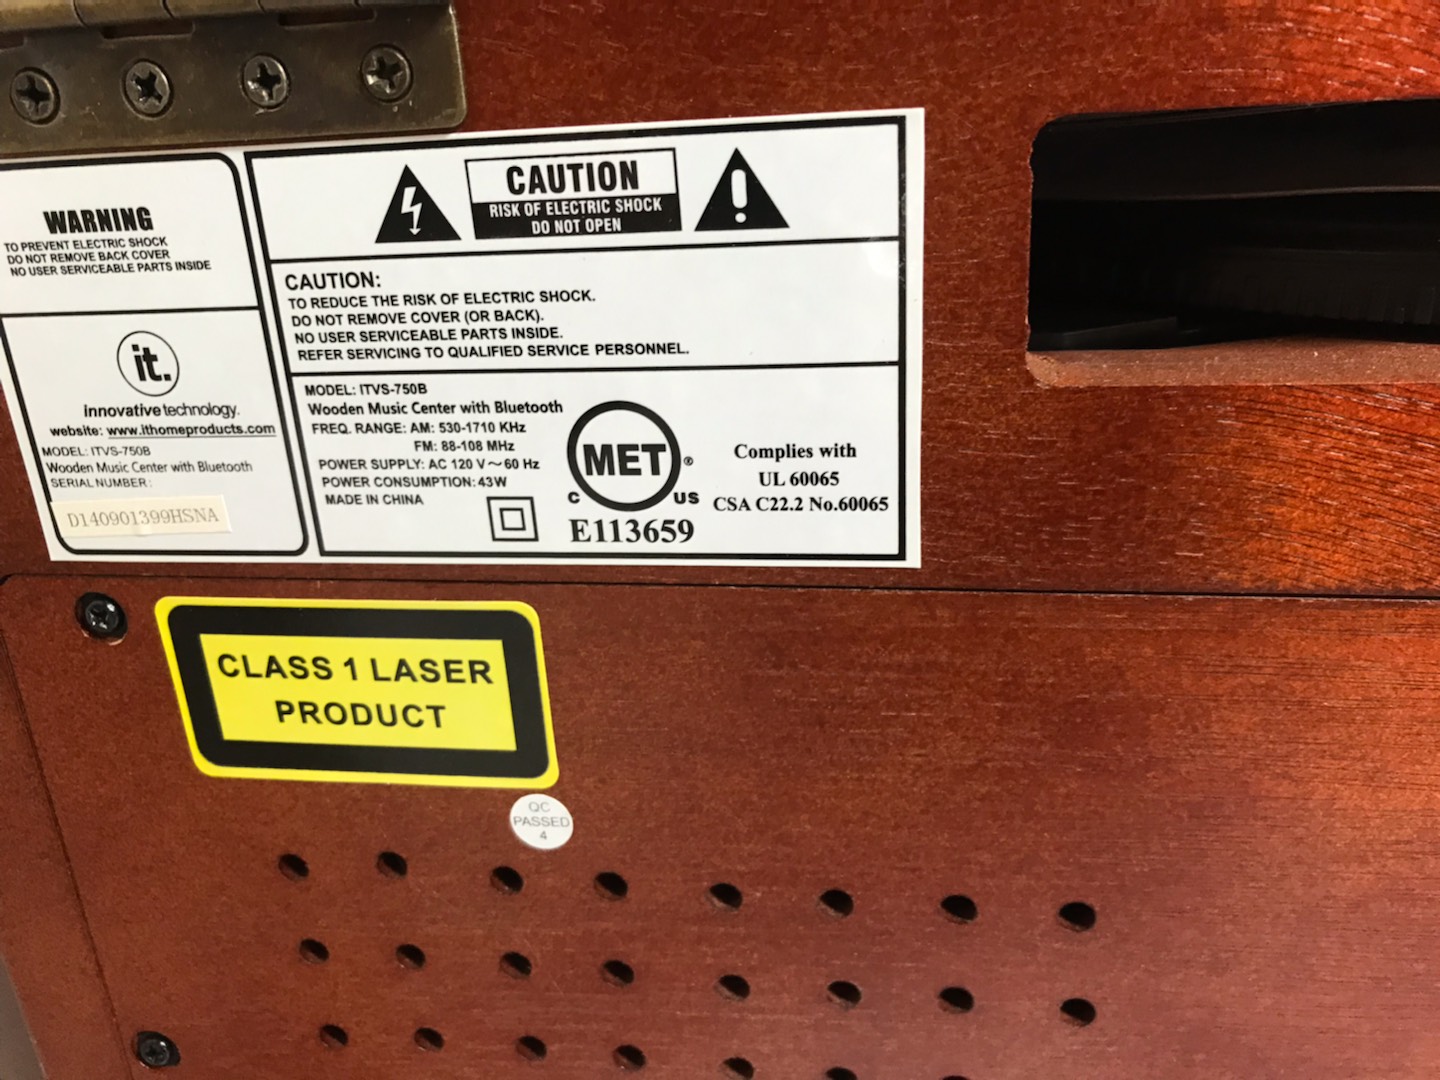 WARNING
TO PREVENT ELECTRIC SHOCK
DO NOT REMOVE BACK COVER
NO USER SERVICEABLE PARTS INSIDE
it.
innovative technology.
website: www.ithomeproducts.com
MODEL: ITVS-750B
Wooden Music Center with Bluetooth
SERIAL NUMBER:
D140901399HSNA
CAUTION
RISK OF ELECTRIC SHOCK
DO NOT OPEN
CAUTION:
TO REDUCE THE RISK OF ELECTRIC SHOCK.
DO NOT REMOVE COVER (OR BACK).
NO USER SERVICEABLE PARTS INSIDE.
REFER SERVICING TO QUALIFIED SERVICE PERSONNEL.
MODEL: ITVS-750B
Wooden Music Center with Bluetooth
FREQ. RANGE: AM: 530-1710 KHz
FM: 88-108 MHz
POWER SUPPLY: AC 120 V~60 Hz
POWER CONSUMPTION: 43W
MADE IN CHINA
MET®
C US
E113659
Complies with
UL 60065
CSA C22.2 No.60065
CLASS 1 LASER
PRODUCT
QC
PASSED
4